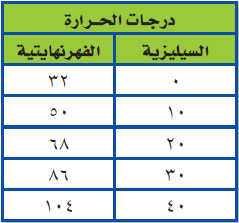 درجات الحرارة
السيليزية الفهرنهايتية
٠ ٣٢
١٠ ٥٠
٢٠ ٦٨
٣٠ ٨٦
٤٠ ١٠٤